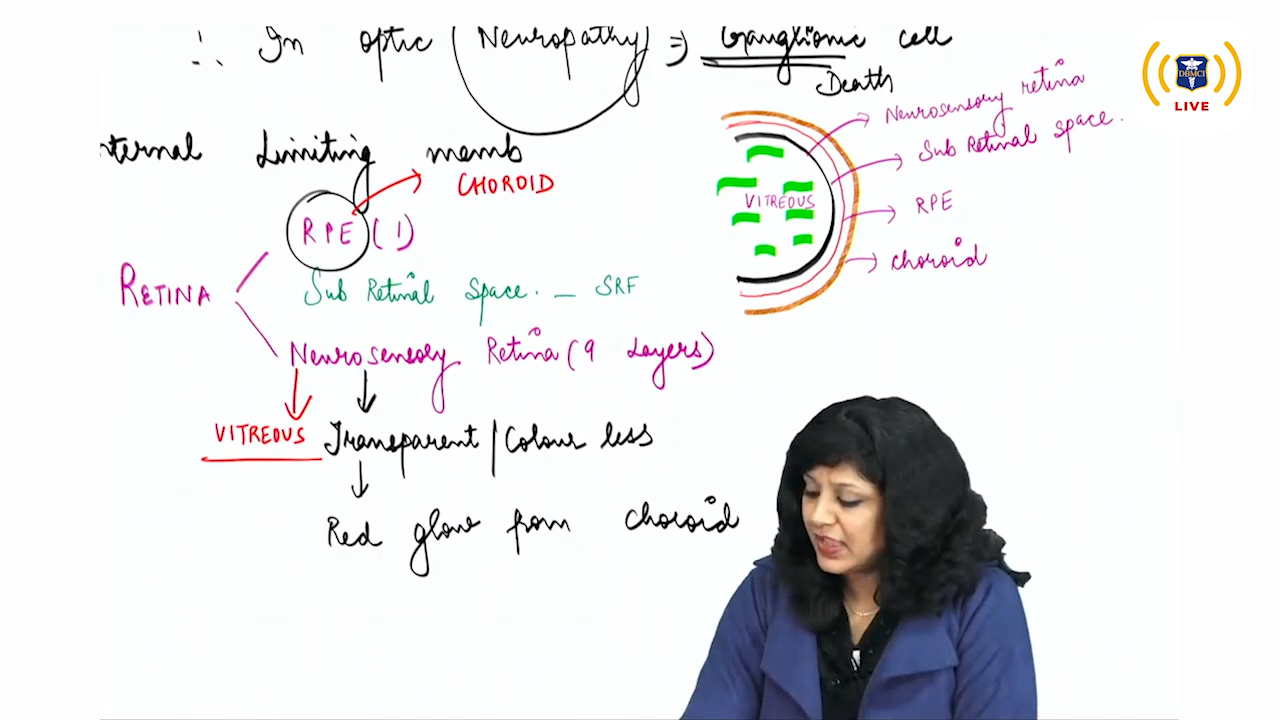 ∴ In optic (Neuropathy) ⇒ Ganglionic cell
Death
nternal Limiting memb
CHOROID
RPE (1)
RETINA
Sub Retinal Space. – SRF
Neurosensory Retina (9 Layers)
VITREOUS
Transparent / Colour less
Red glow from choroid
Neurosensory retina
Sub Retinal space.
VITREOUS
RPE
choroid
DBMCI
LIVE